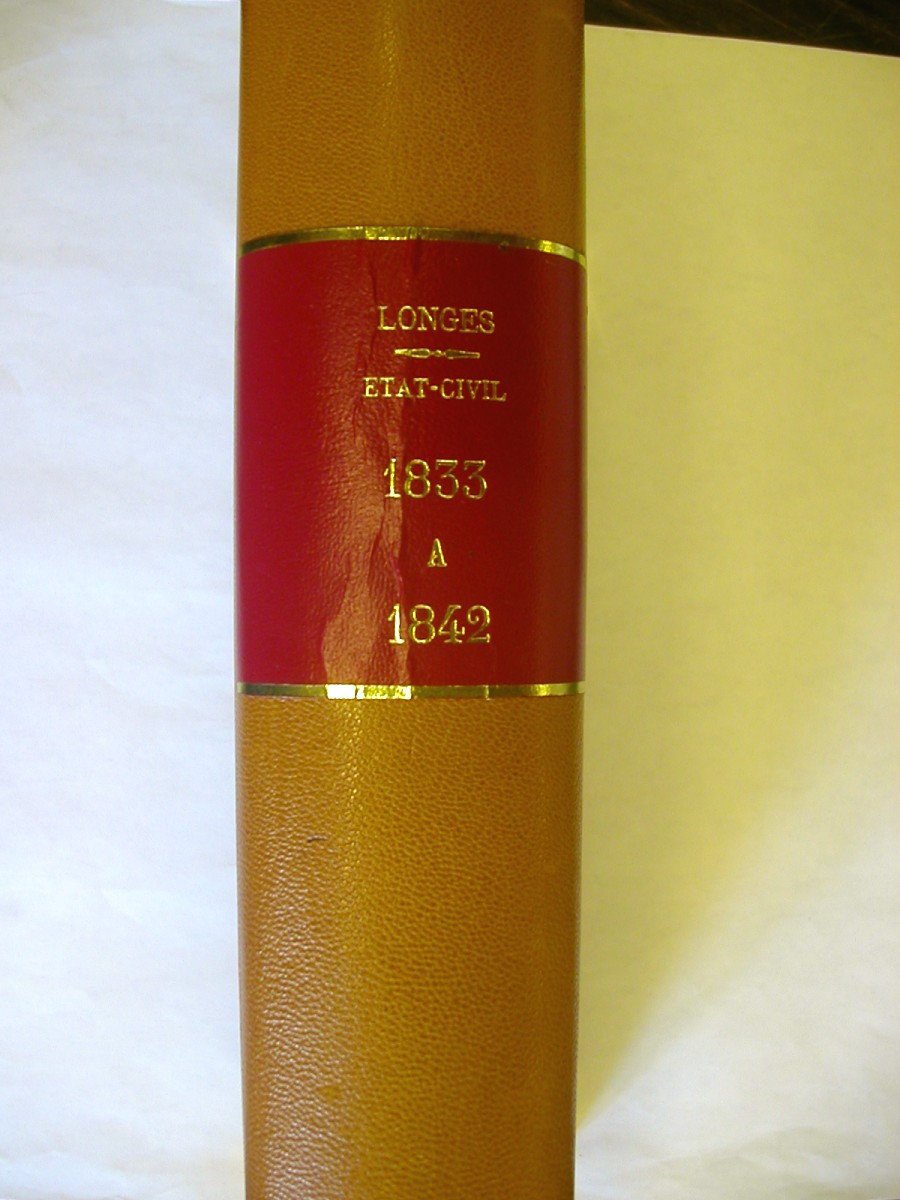 LONGES
ETAT-CIVIL
1833
A
1842